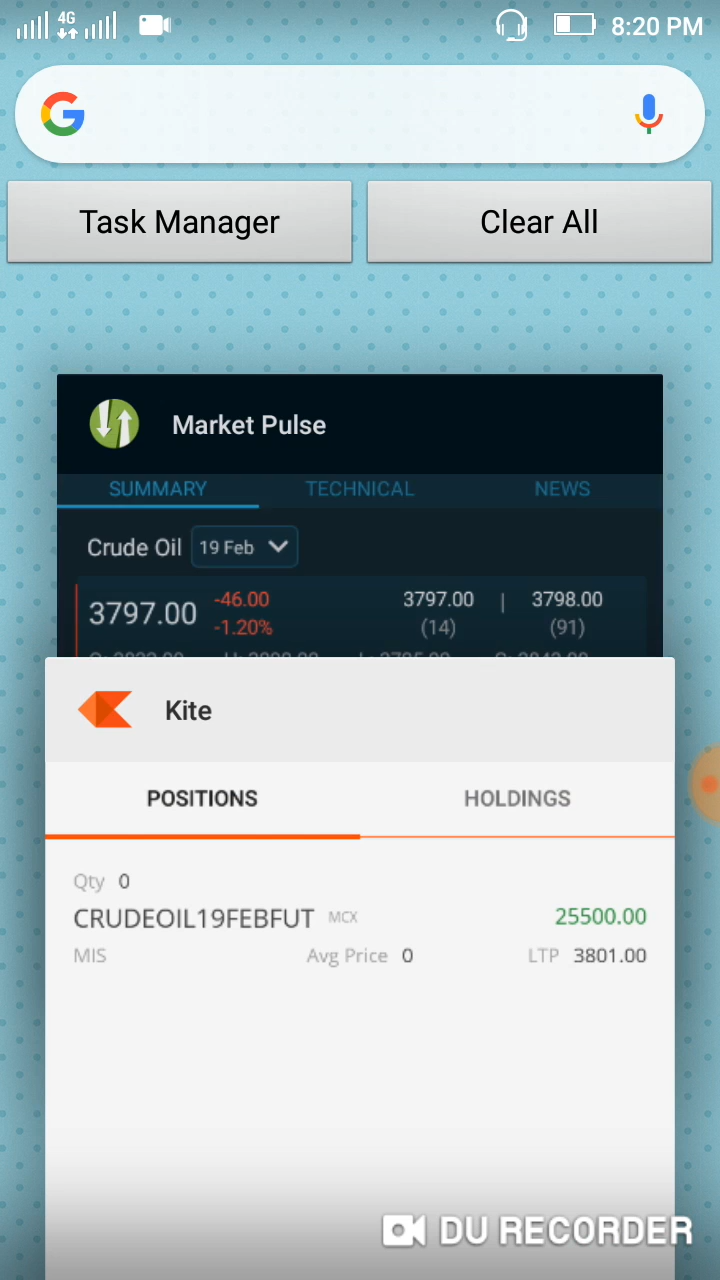 4G 8:20 PM
Task Manager Clear All
Market Pulse
SUMMARY TECHNICAL NEWS
Crude Oil 19 Feb
3797.00 -46.00 3797.00 | 3798.00
-1.20% (14) (91)
Kite
POSITIONS HOLDINGS
Qty 0
CRUDEOIL19FEBFUT MCX 25500.00
MIS Avg Price 0 LTP 3801.00
DU RECORDER